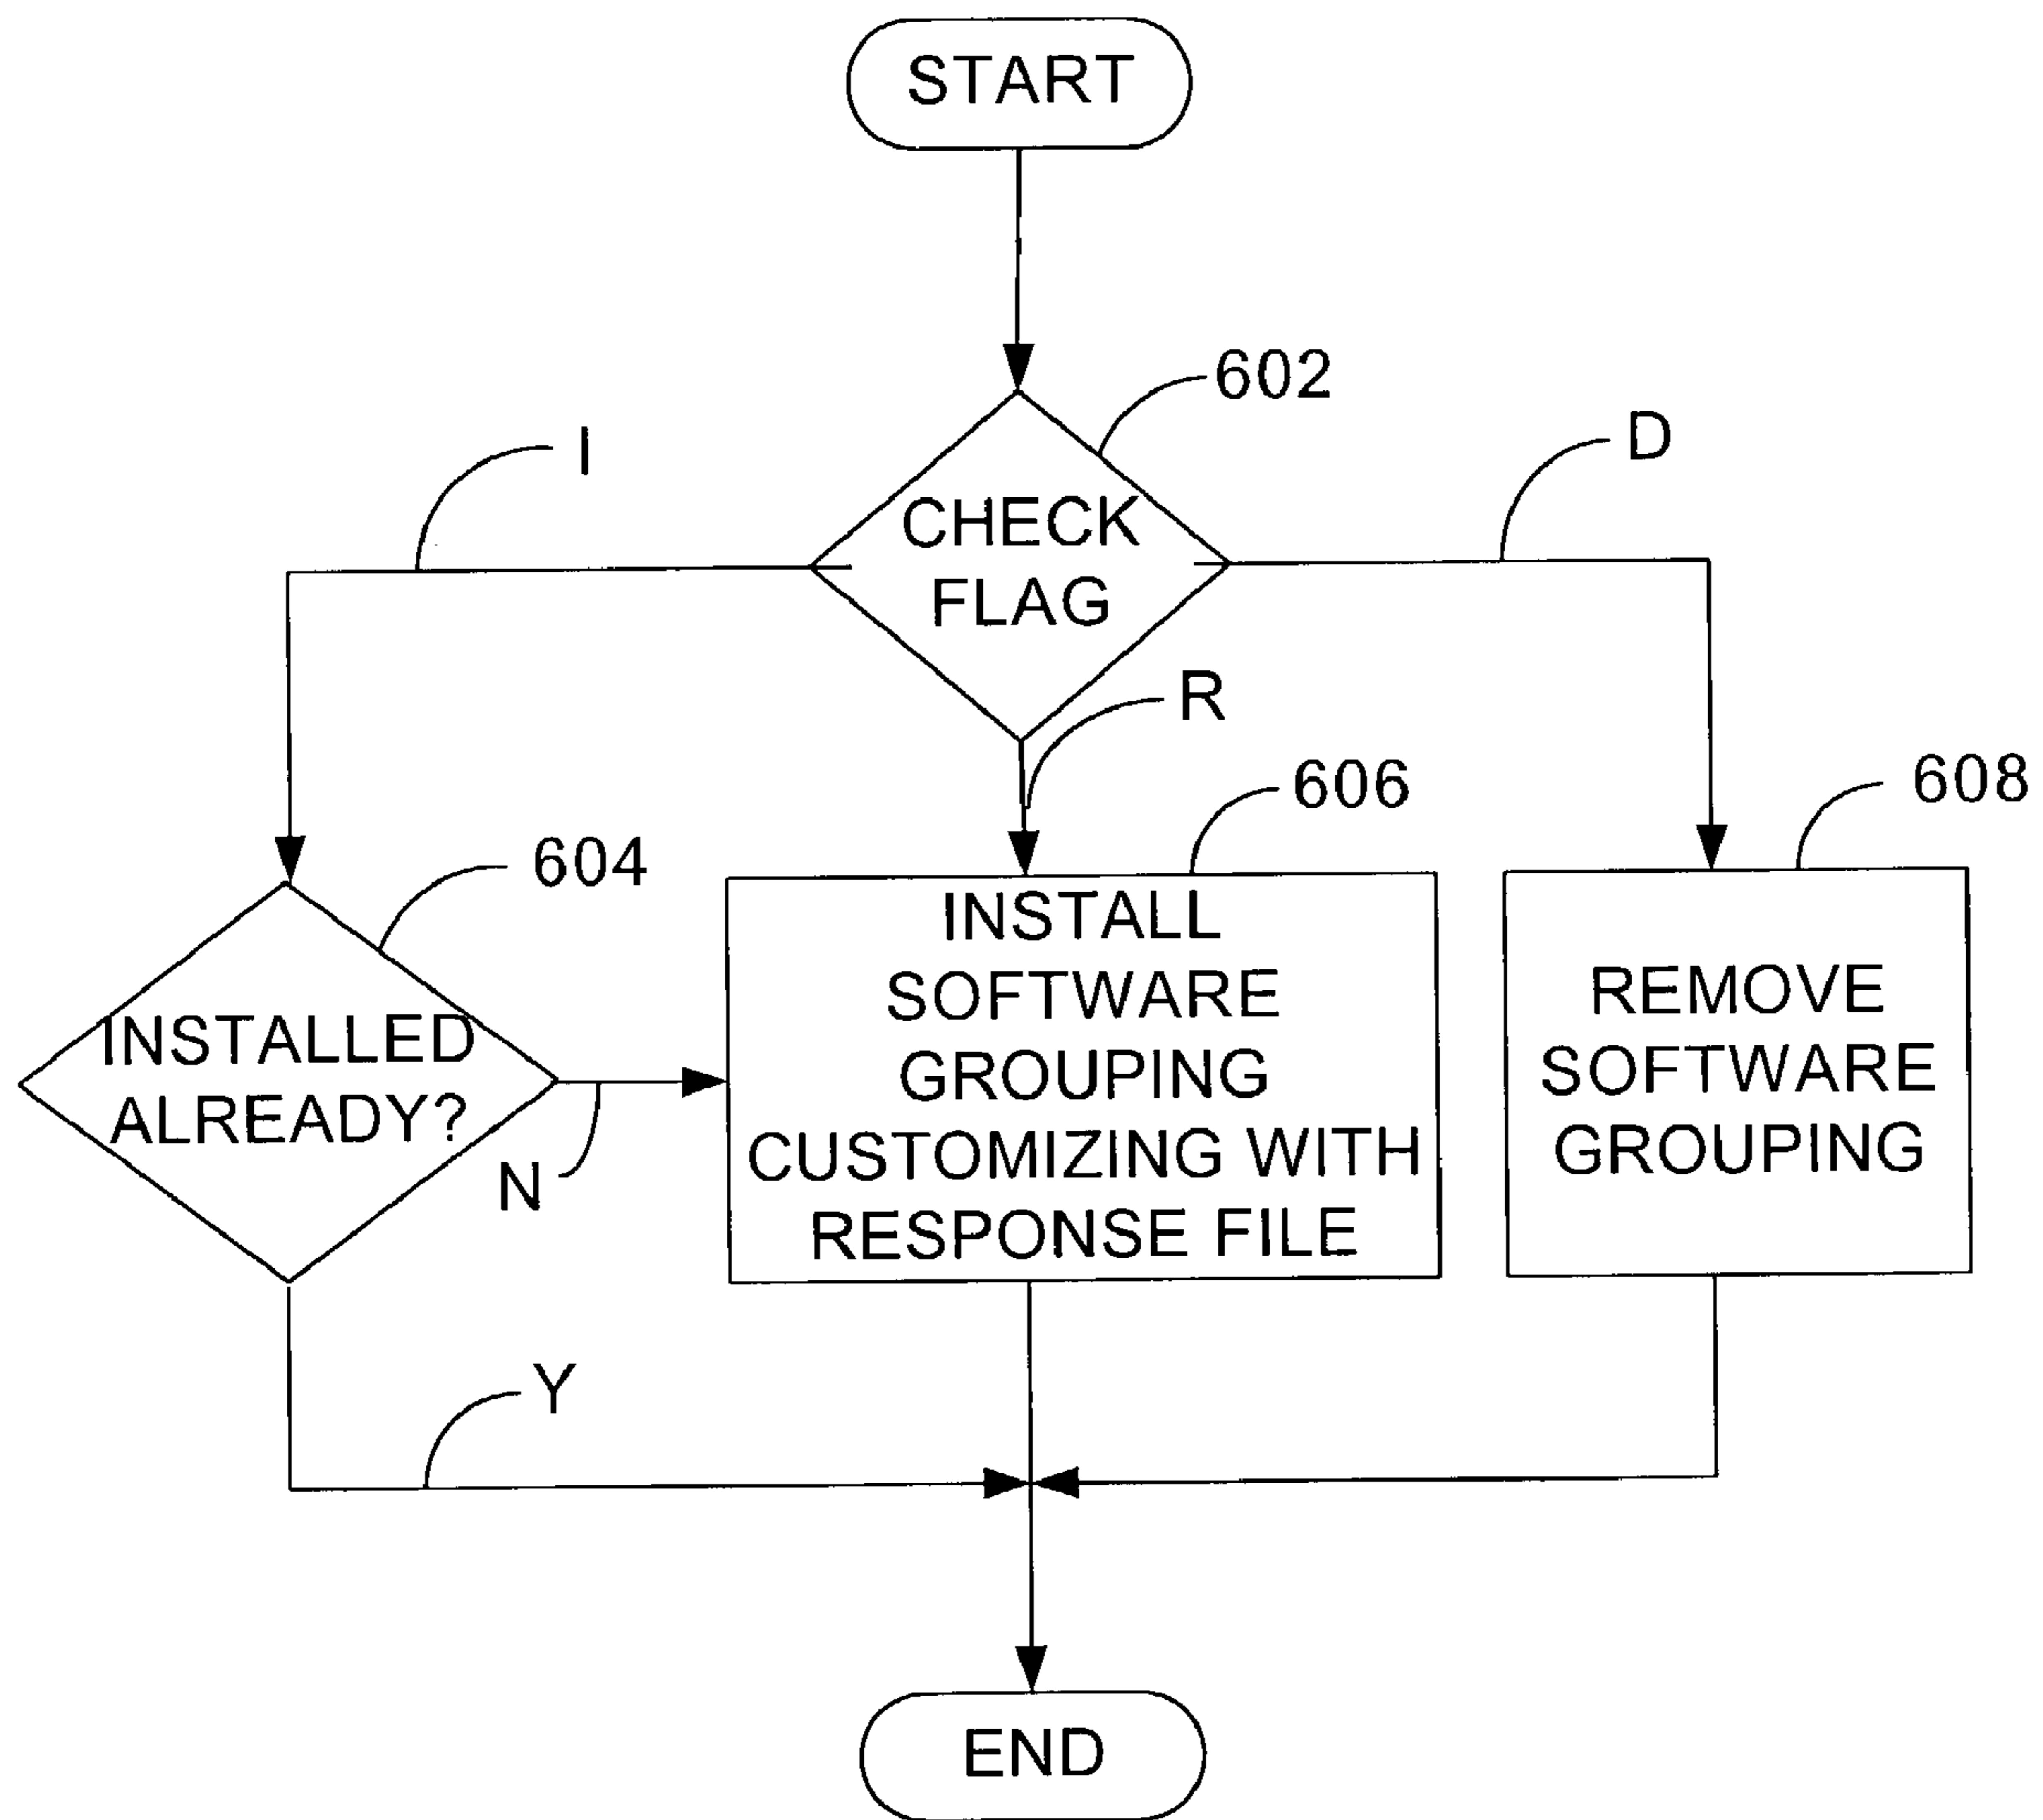 START
602
I
D
CHECK
FLAG
R
606
608
604
INSTALL
SOFTWARE
GROUPING
CUSTOMIZING WITH
RESPONSE FILE
REMOVE
SOFTWARE
GROUPING
INSTALLED
ALREADY?
N
Y
END